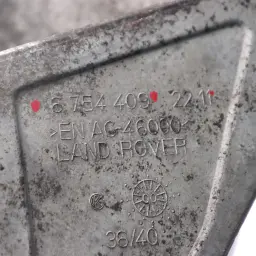 6 754 409 22.11
>EN AC-46000<
LAND ROVER
38/40